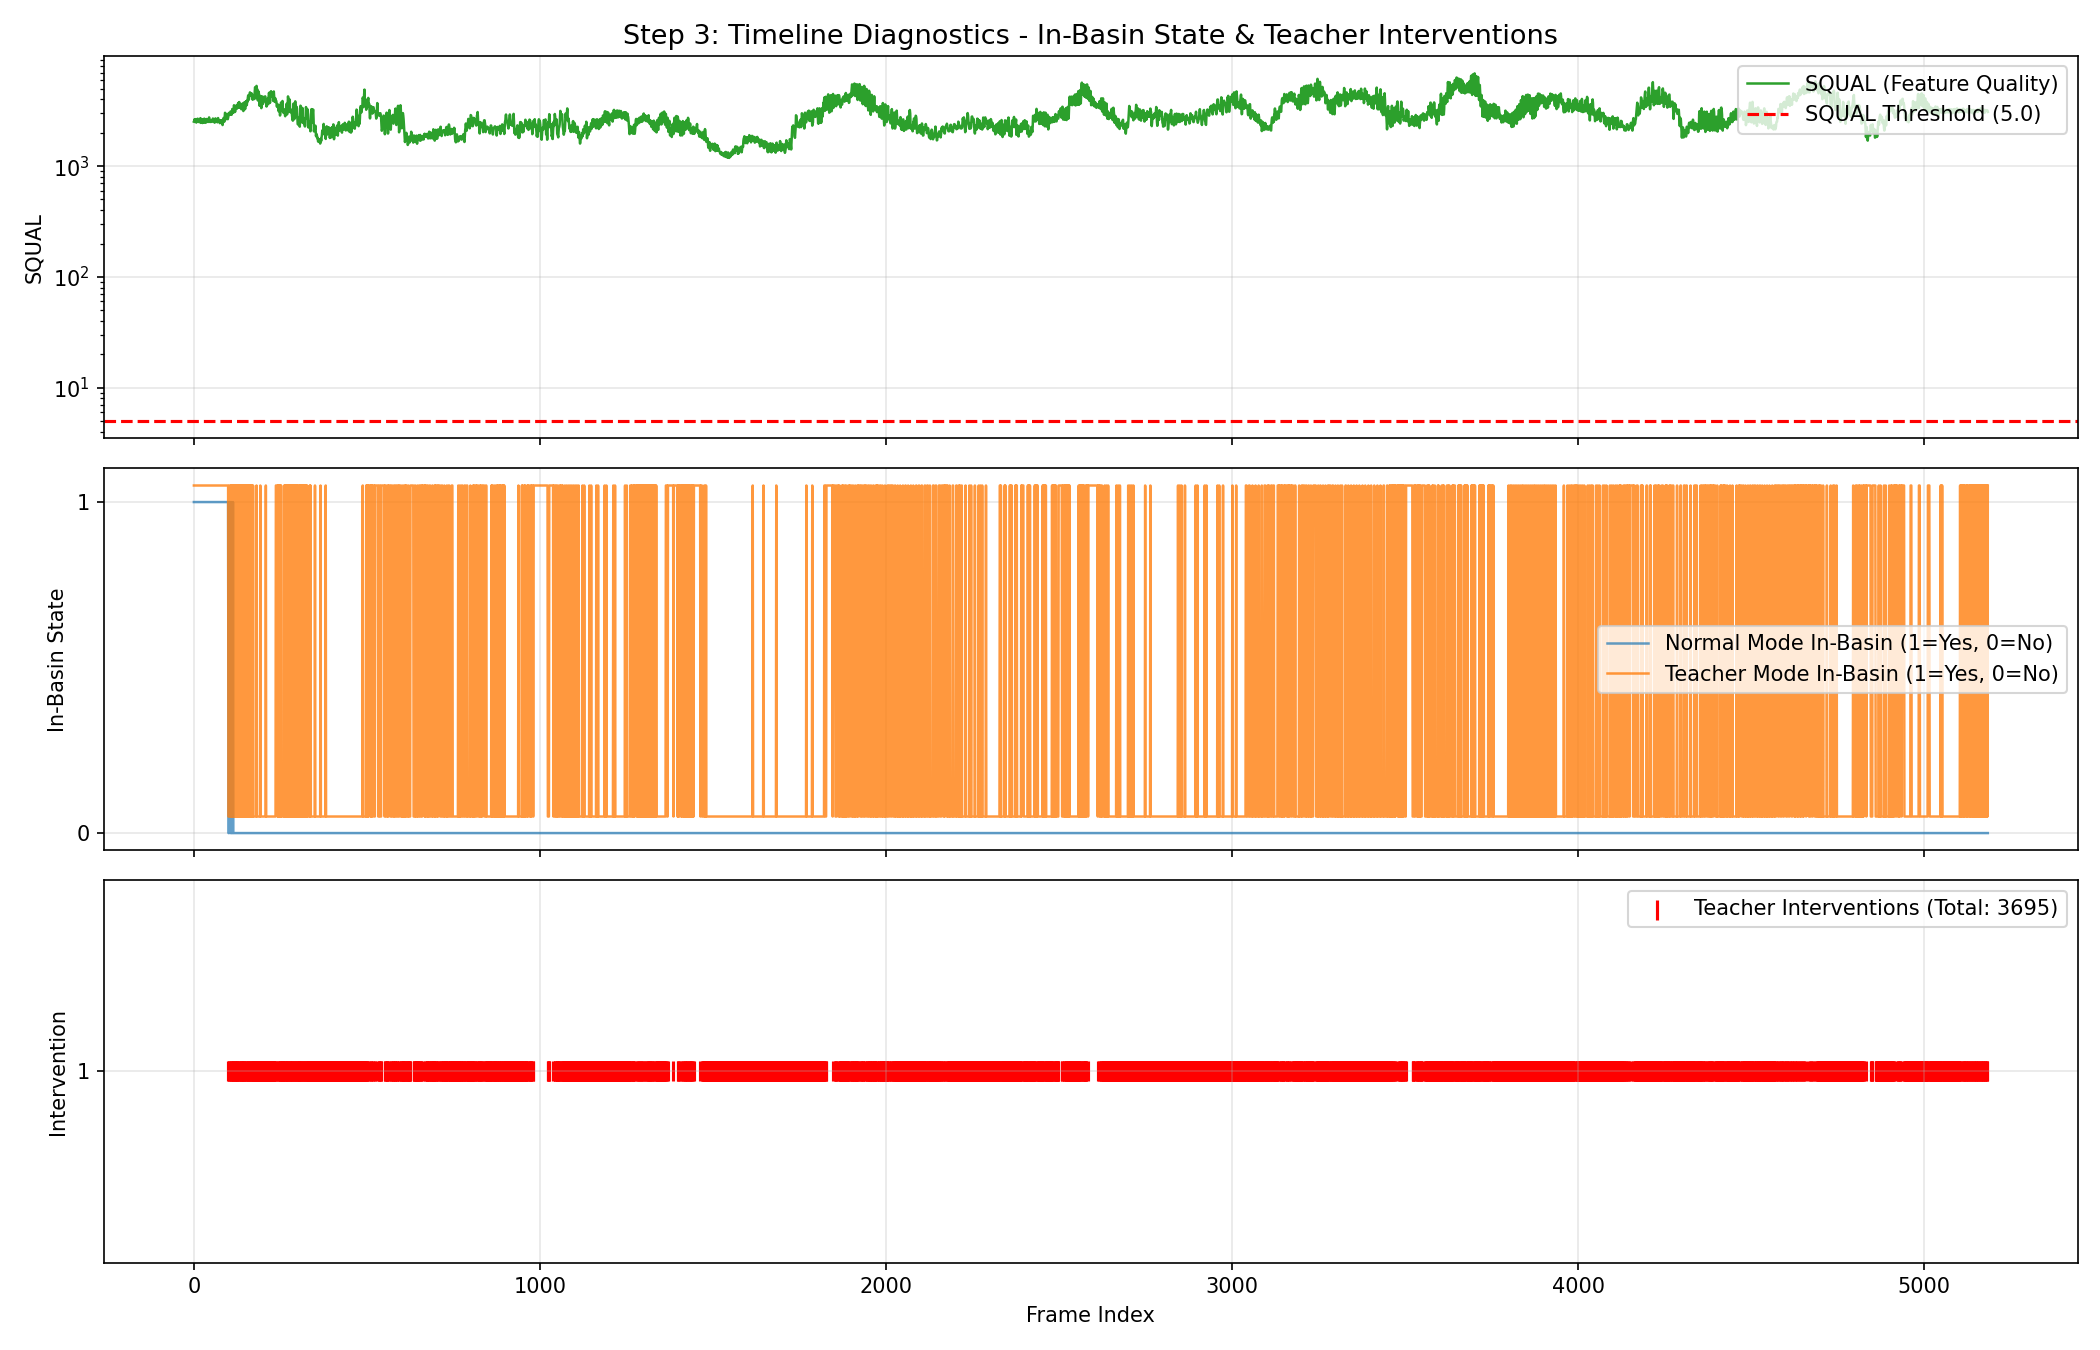 Step 3: Timeline Diagnostics - In-Basin State & Teacher Interventions
SQUAL (Feature Quality)
SQUAL Threshold (5.0)
10³
10²
10¹
SQUAL
1
0
In-Basin State
Normal Mode In-Basin (1=Yes, 0=No)
Teacher Mode In-Basin (1=Yes, 0=No)
Teacher Interventions (Total: 3695)
1
Intervention
0 1000 2000 3000 4000 5000
Frame Index